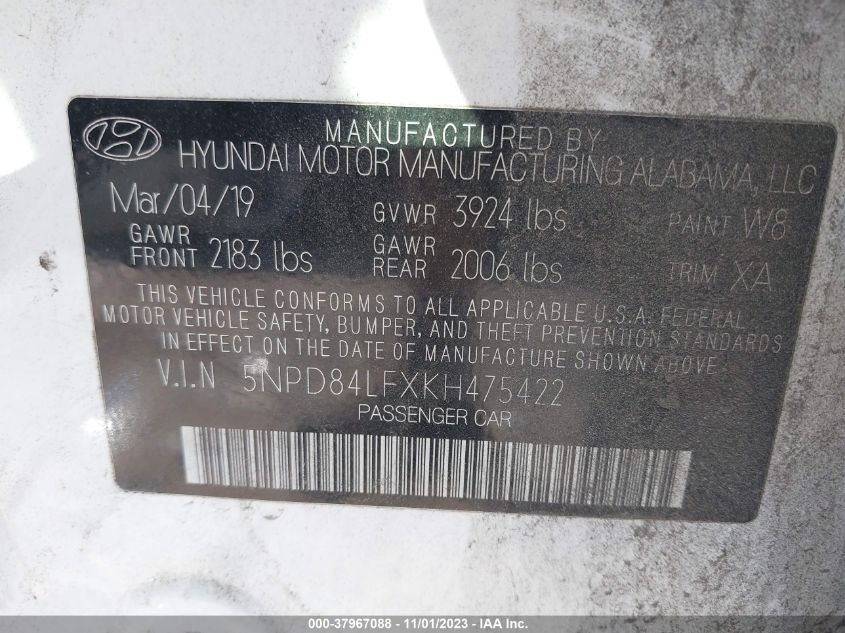 MANUFACTURED BY
HYUNDAI MOTOR MANUFACTURING ALABAMA, LLC
Mar/04/19 GVWR 3924 lbs PAINT W8
GAWR FRONT 2183 lbs GAWR REAR 2006 lbs TRIM XA
THIS VEHICLE CONFORMS TO ALL APPLICABLE U.S.A. FEDERAL
MOTOR VEHICLE SAFETY, BUMPER, AND THEFT PREVENTION STANDARDS
IN EFFECT ON THE DATE OF MANUFACTURE SHOWN ABOVE
V.I.N 5NPD84LFXKH475422
PASSENGER CAR
000-37967088 - 11/01/2023 - IAA Inc.